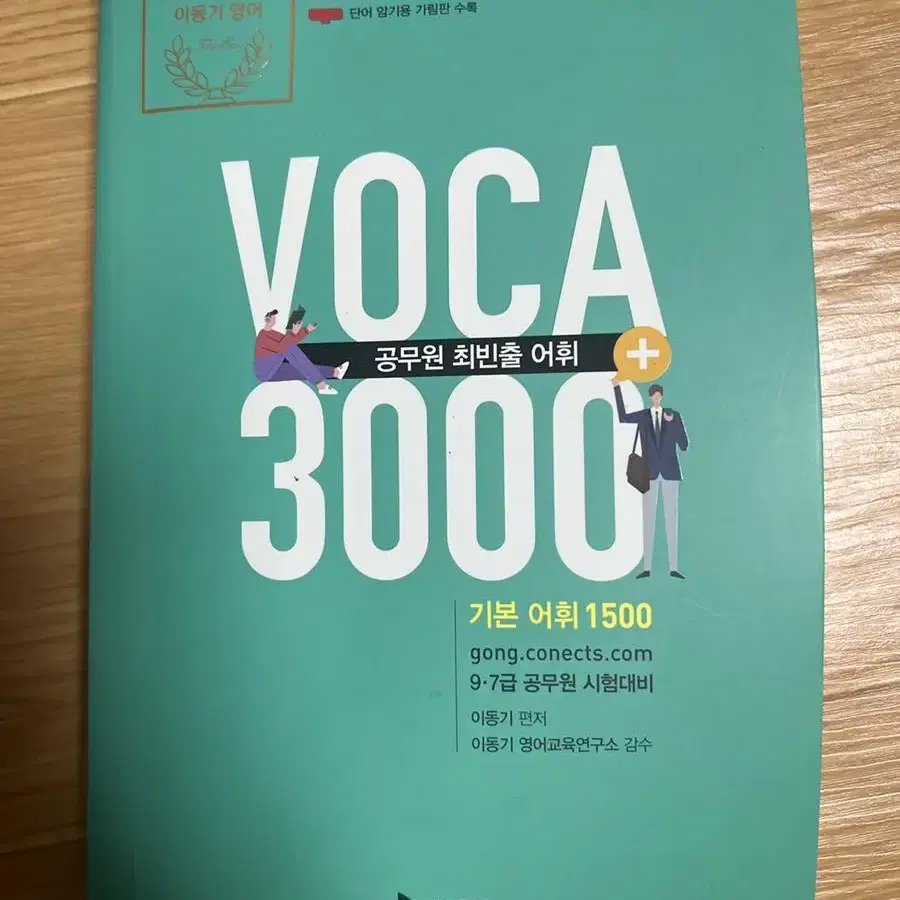 이동기 영어
단어 암기용 가림판 수록
VOCA
공무원 최빈출 어휘 +
3000
기본 어휘 1500
gong.conects.com
9·7급 공무원 시험대비
이동기 편저
이동기 영어교육연구소 감수